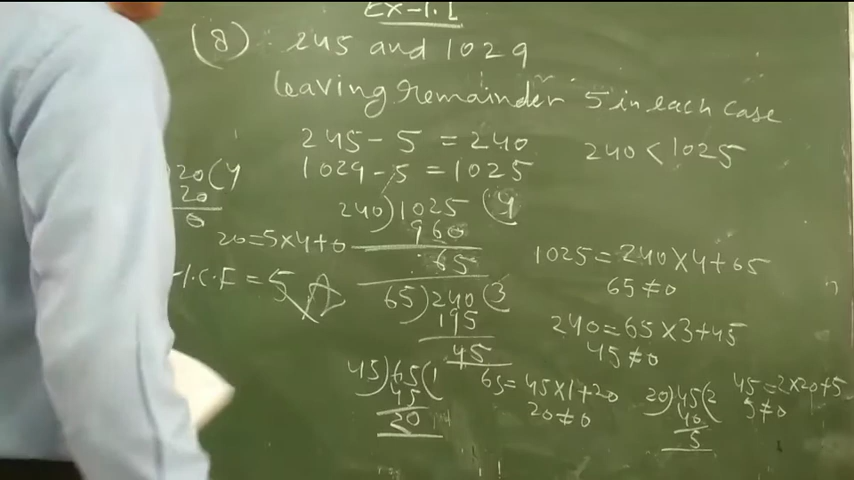 Ex-1.1
(8) 245 and 1029
leaving remainder 5 in each case
245 - 5 = 240
240 < 1025
1029 - 5 = 1025
240)1025(4
960
65
1025 = 240 x 4 + 65
65 ≠ 0
65)240(3
195
45
240 = 65 x 3 + 45
45 ≠ 0
45)65(1
45
20
65 = 45 x 1 + 20
20 ≠ 0
20)45(2
40
5
45 = 2 x 20 + 5
5 ≠ 0
)20(4
20
0
20 = 5 x 4 + 0
H.C.F = 5